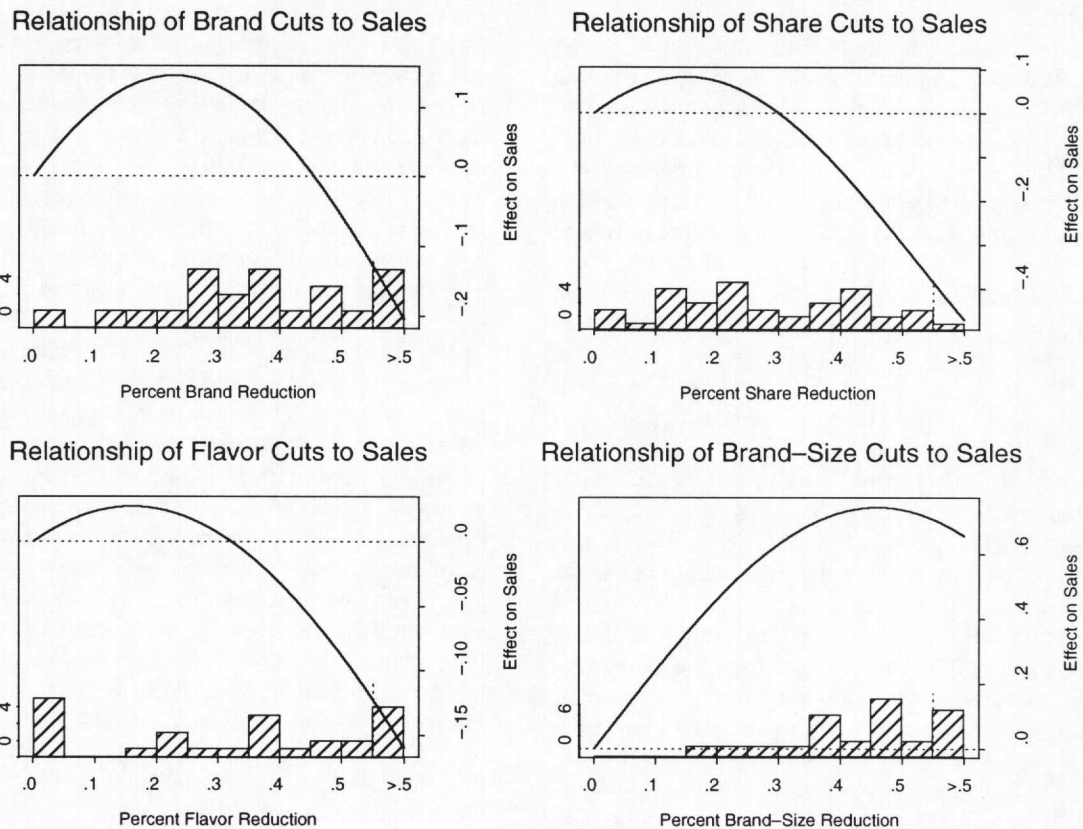 Relationship of Brand Cuts to Sales
.1
.0
-.1
-.2
Effect on Sales
4
0
.0 .1 .2 .3 .4 .5 >.5
Percent Brand Reduction
Relationship of Share Cuts to Sales
.1
.0
-.2
-.4
Effect on Sales
4
0
.0 .1 .2 .3 .4 .5 >.5
Percent Share Reduction
Relationship of Flavor Cuts to Sales
.0
-.05
-.10
-.15
Effect on Sales
4
0
.0 .1 .2 .3 .4 .5 >.5
Percent Flavor Reduction
Relationship of Brand–Size Cuts to Sales
.6
.4
.2
.0
Effect on Sales
6
0
.0 .1 .2 .3 .4 .5 >.5
Percent Brand–Size Reduction